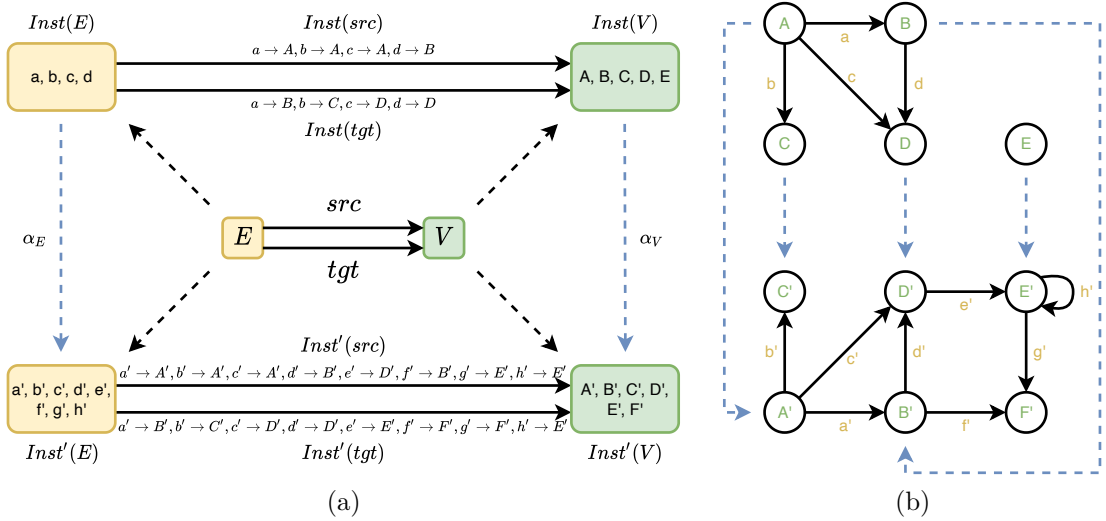 Inst(E)
Inst(src)
Inst(V)
a → A, b → A, c → A, d → B
a, b, c, d
A, B, C, D, E
a → B, b → C, c → D, d → D
Inst(tgt)
α_E
src
E
V
tgt
α_V
Inst′(src)
a′ → A′, b′ → A′, c′ → A′, d′ → B′, e′ → D′, f′ → B′, g′ → E′, h′ → E′
a', b', c', d', e',
f', g', h'
A', B', C', D',
E', F'
a′ → B′, b′ → C′, c′ → D′, d′ → D′, e′ → E′, f′ → F′, g′ → F′, h′ → E′
Inst′(E)
Inst′(tgt)
Inst′(V)
(a)
A
a
B
b
c
d
C
D
E
C'
D'
e'
E'
h'
b'
c'
d'
g'
A'
a'
B'
f'
F'
(b)